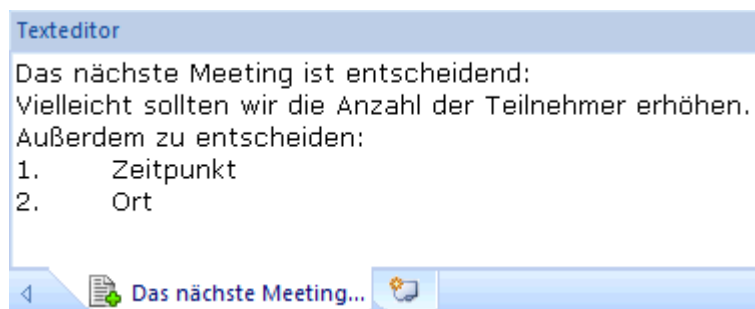 Texteditor
Das nächste Meeting ist entscheidend:
Vielleicht sollten wir die Anzahl der Teilnehmer erhöhen.
Außerdem zu entscheiden:
1. Zeitpunkt
2. Ort
Das nächste Meeting...